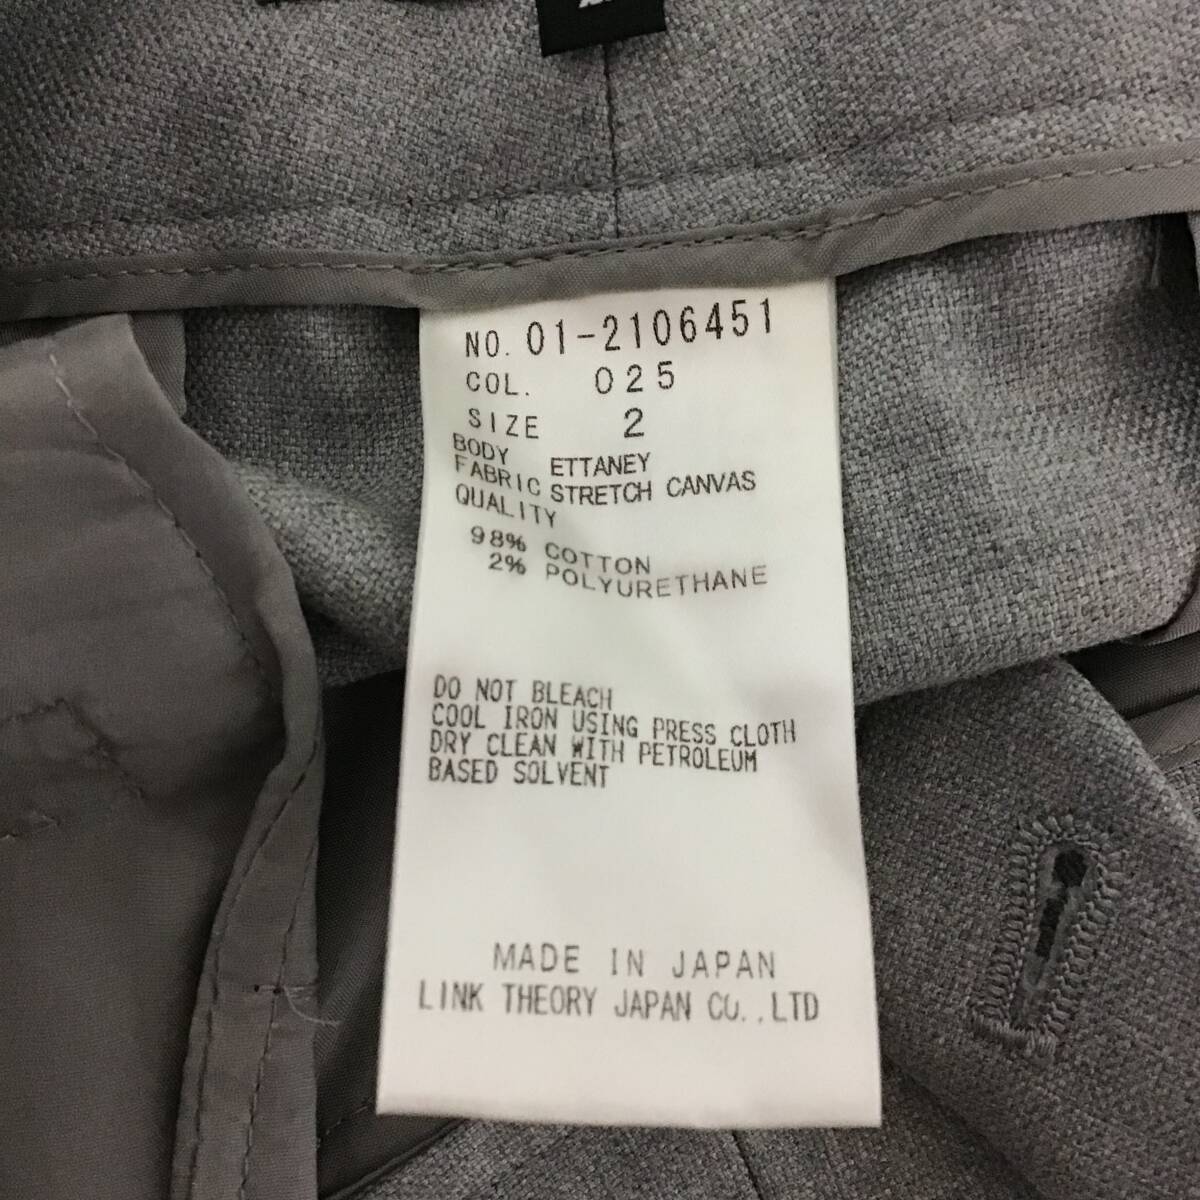 NO. 01-2106451
COL. 025
SIZE 2
BODY ETTANEY
FABRIC STRETCH CANVAS
QUALITY
98% COTTON
2% POLYURETHANE
DO NOT BLEACH
COOL IRON USING PRESS CLOTH
DRY CLEAN WITH PETROLEUM
BASED SOLVENT
MADE IN JAPAN
LINK THEORY JAPAN CO.,LTD